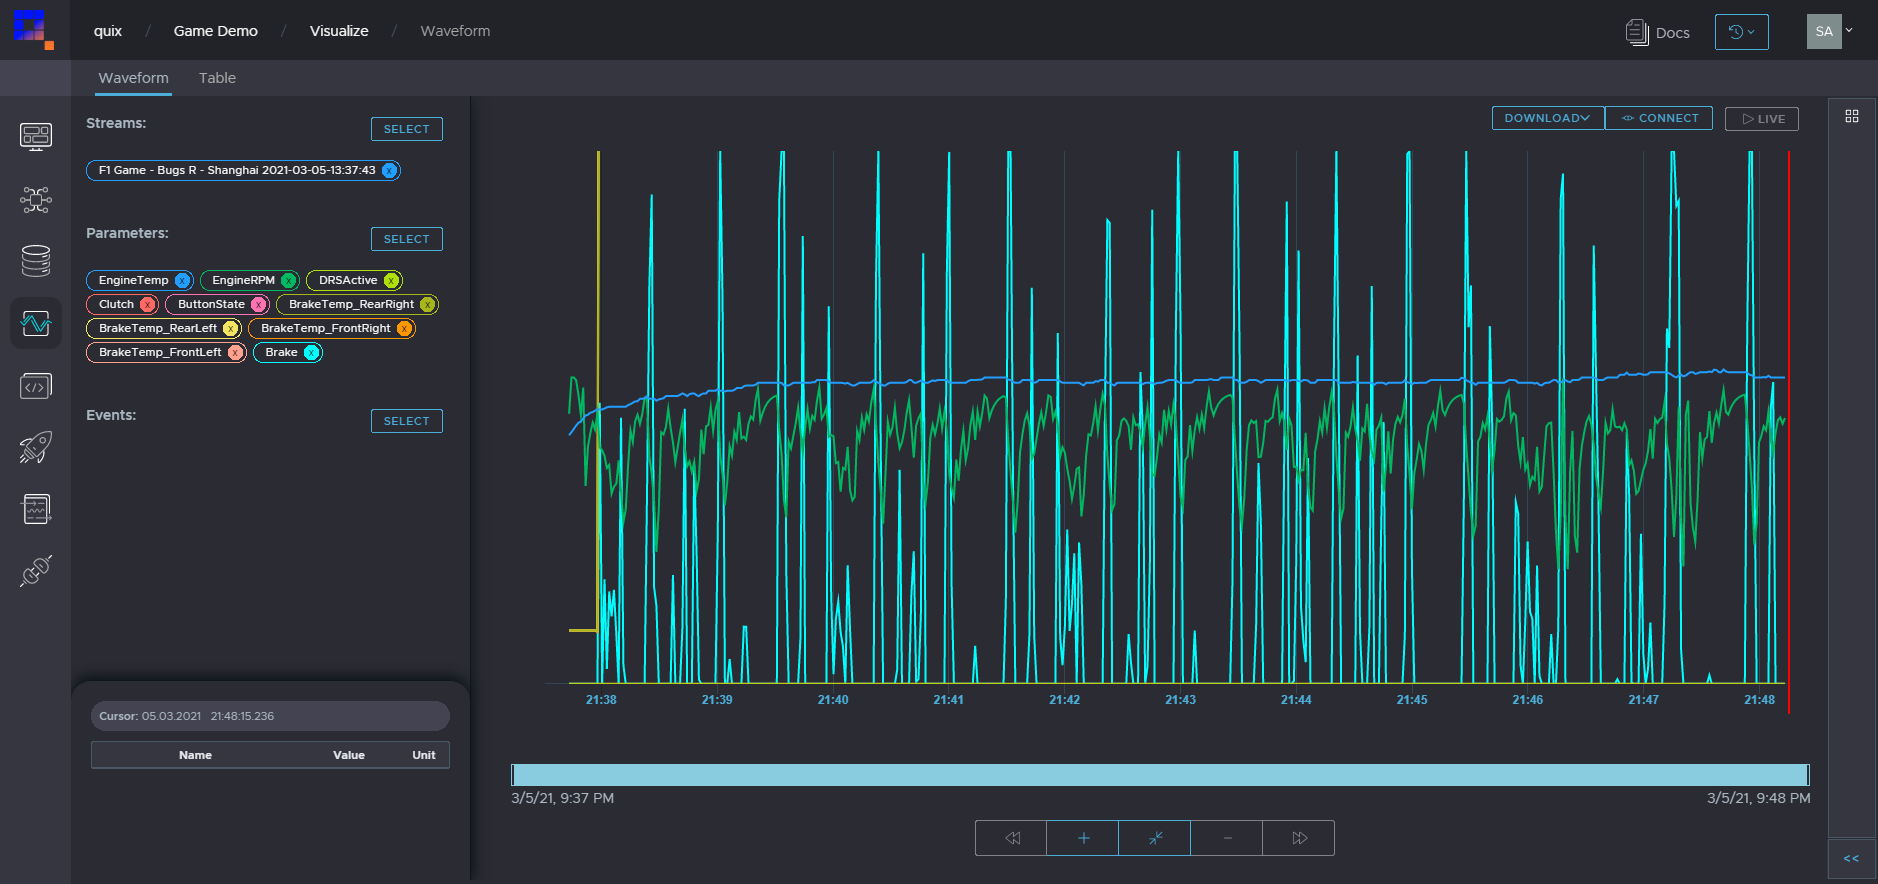 quix / Game Demo / Visualize / Waveform
Docs
SA
Waveform Table
Streams:
SELECT
F1 Game - Bugs R - Shanghai 2021-03-05-13:37:43 x
Parameters:
SELECT
EngineTemp x EngineRPM x DRSActive x
Clutch x ButtonState x BrakeTemp_RearRight x
BrakeTemp_RearLeft x BrakeTemp_FrontRight x
BrakeTemp_FrontLeft x Brake x
Events:
SELECT
Cursor: 05.03.2021 21:48:15.236
Name Value Unit
DOWNLOAD CONNECT LIVE
21:38 21:39 21:40 21:41 21:42 21:43 21:44 21:45 21:46 21:47 21:48
3/5/21, 9:37 PM 3/5/21, 9:48 PM
+ −
<<